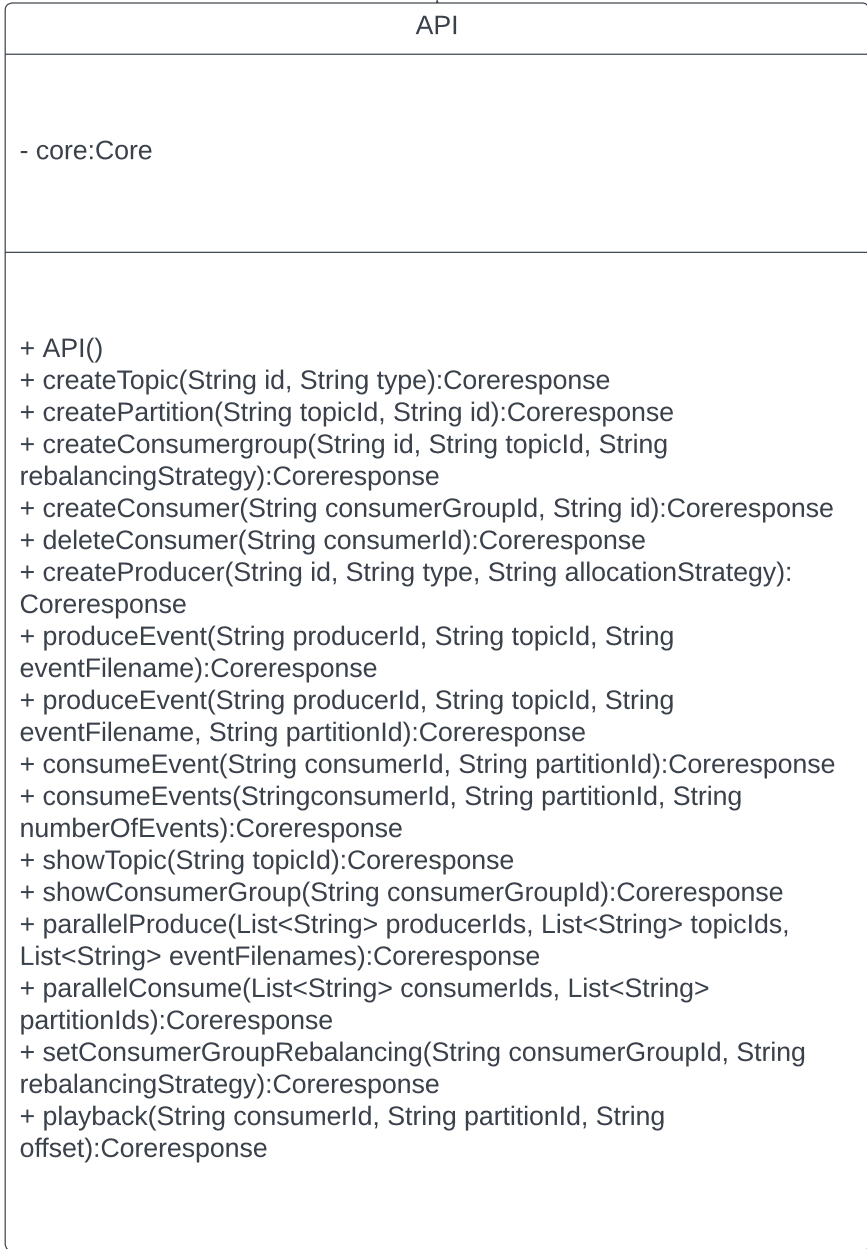 API
- core:Core
+ API()
+ createTopic(String id, String type):Coreresponse
+ createPartition(String topicId, String id):Coreresponse
+ createConsumergroup(String id, String topicId, String
rebalancingStrategy):Coreresponse
+ createConsumer(String consumerGroupId, String id):Coreresponse
+ deleteConsumer(String consumerId):Coreresponse
+ createProducer(String id, String type, String allocationStrategy):
Coreresponse
+ produceEvent(String producerId, String topicId, String
eventFilename):Coreresponse
+ produceEvent(String producerId, String topicId, String
eventFilename, String partitionId):Coreresponse
+ consumeEvent(String consumerId, String partitionId):Coreresponse
+ consumeEvents(StringconsumerId, String partitionId, String
numberOfEvents):Coreresponse
+ showTopic(String topicId):Coreresponse
+ showConsumerGroup(String consumerGroupId):Coreresponse
+ parallelProduce(List<String> producerIds, List<String> topicIds,
List<String> eventFilenames):Coreresponse
+ parallelConsume(List<String> consumerIds, List<String>
partitionIds):Coreresponse
+ setConsumerGroupRebalancing(String consumerGroupId, String
rebalancingStrategy):Coreresponse
+ playback(String consumerId, String partitionId, String
offset):Coreresponse